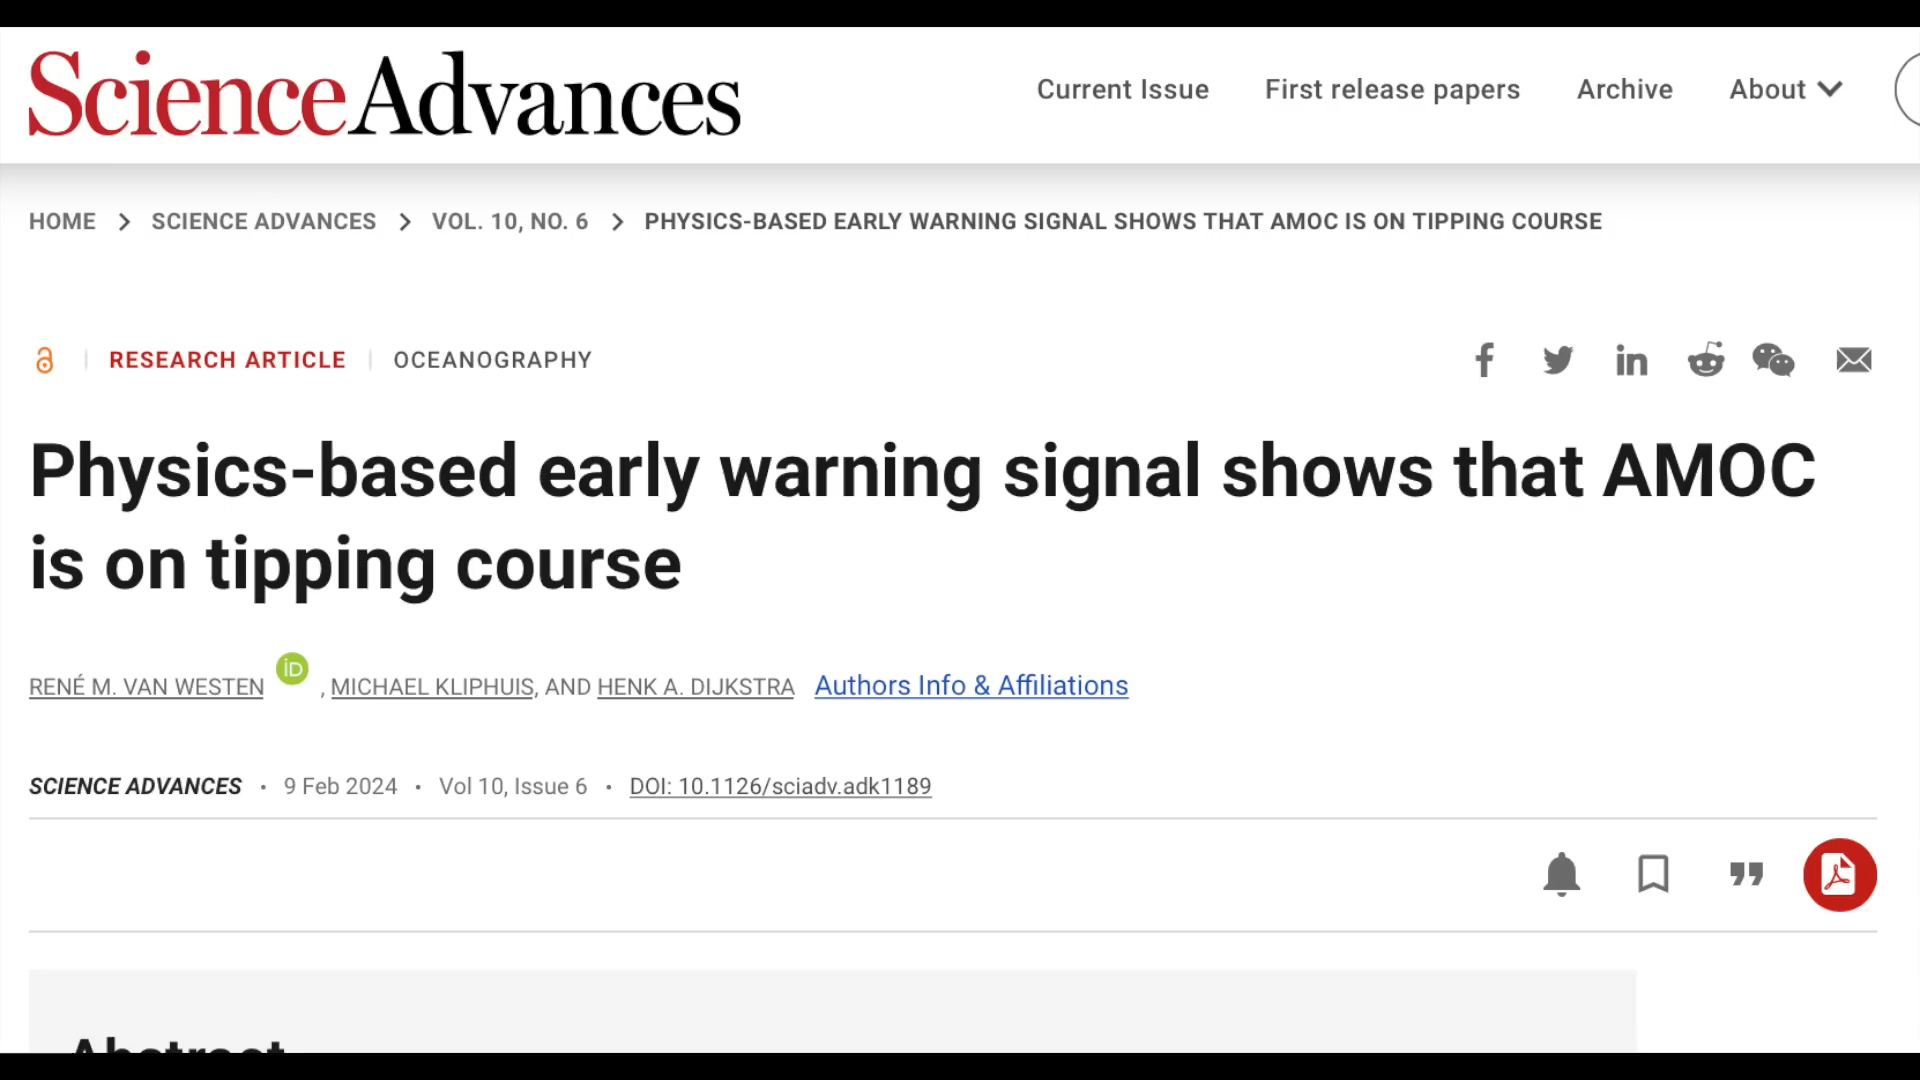 ScienceAdvances
Current Issue First release papers Archive About
HOME > SCIENCE ADVANCES > VOL. 10, NO. 6 > PHYSICS-BASED EARLY WARNING SIGNAL SHOWS THAT AMOC IS ON TIPPING COURSE
RESEARCH ARTICLE | OCEANOGRAPHY
Physics-based early warning signal shows that AMOC
is on tipping course
RENÉ M. VAN WESTEN iD , MICHAEL KLIPHUIS, AND HENK A. DIJKSTRA Authors Info & Affiliations
SCIENCE ADVANCES • 9 Feb 2024 • Vol 10, Issue 6 • DOI: 10.1126/sciadv.adk1189
Abstract